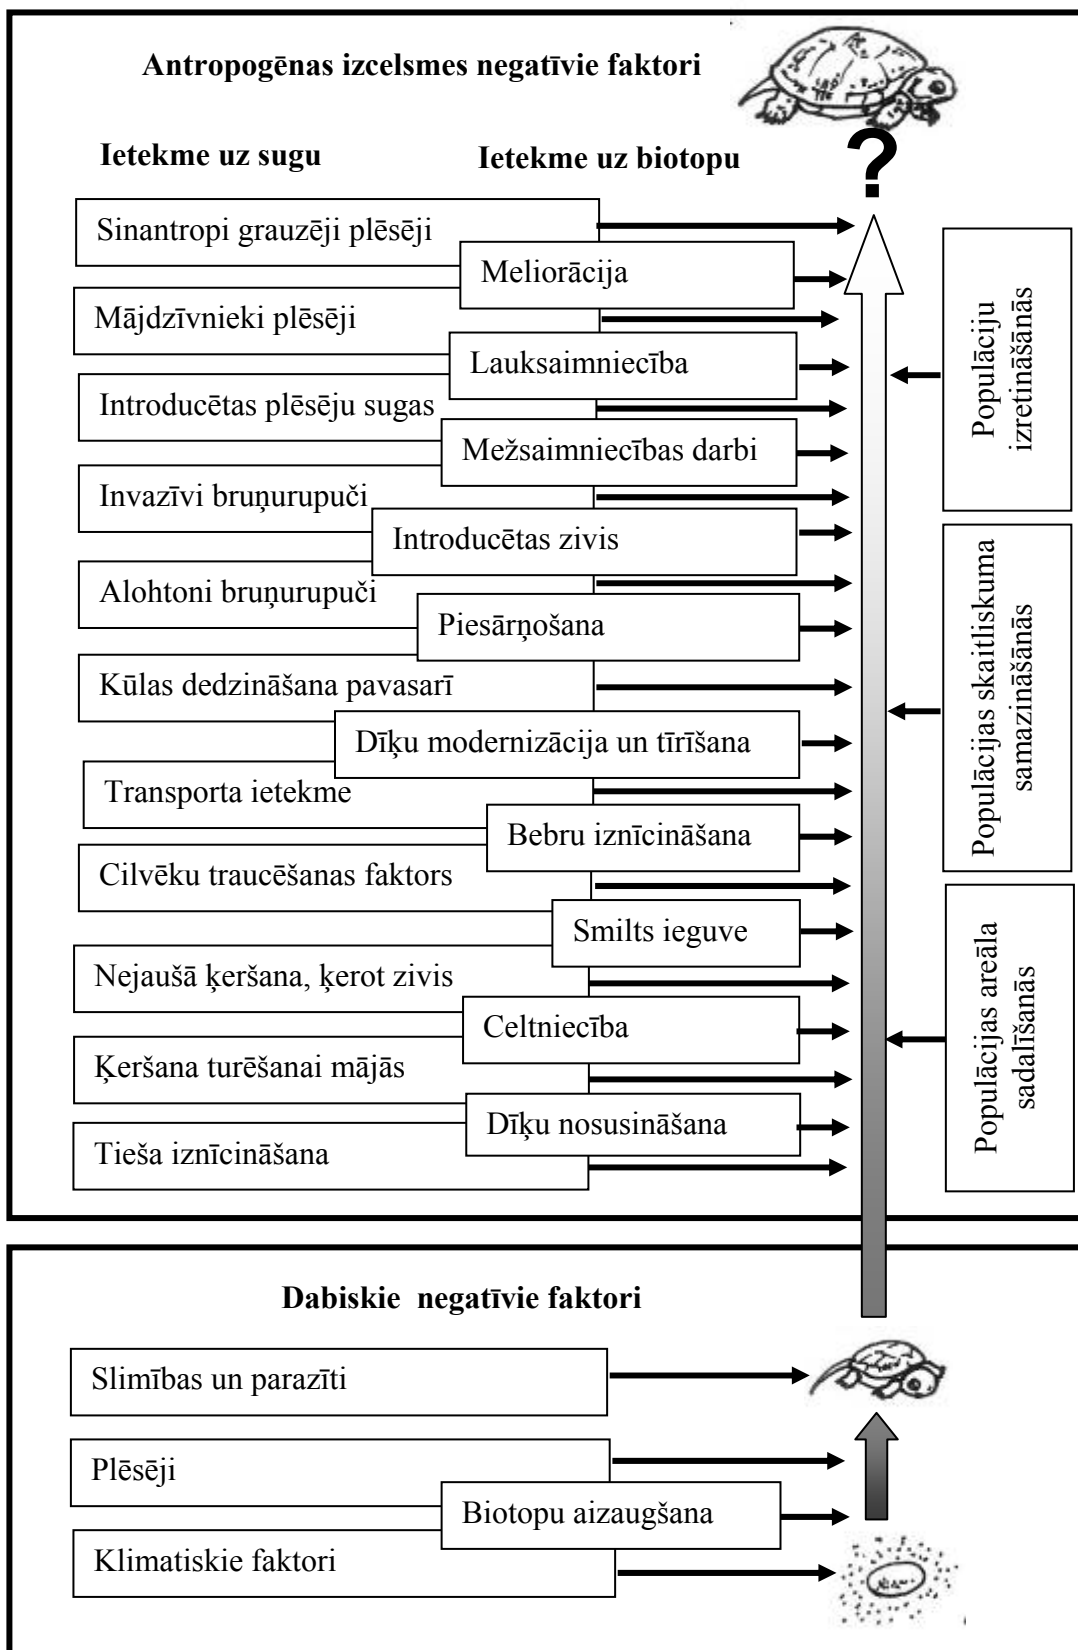 Antropogēnas izcelsmes negatīvie faktori
Ietekme uz sugu
Ietekme uz biotopu
?
Sinantropi grauzēji plēsēji
Meliorācija
Mājdzīvnieki plēsēji
Lauksaimniecība
Introducētas plēsēju sugas
Mežsaimniecības darbi
Invazīvi bruņurupuči
Introducētas zivis
Alohtoni bruņurupuči
Piesārņošana
Kūlas dedzināšana pavasarī
Dīķu modernizācija un tīrīšana
Transporta ietekme
Bebru iznīcināšana
Cilvēku traucēšanas faktors
Smilts ieguve
Nejaušā ķeršana, ķerot zivis
Celtniecība
Ķeršana turēšanai mājās
Dīķu nosusināšana
Tieša iznīcināšana
Populāciju
izretināšānās
Populācijas skaitliskuma
samazināšānās
Populācijas areāla
sadalīšanās
Dabiskie negatīvie faktori
Slimības un parazīti
Plēsēji
Biotopu aizaugšana
Klimatiskie faktori